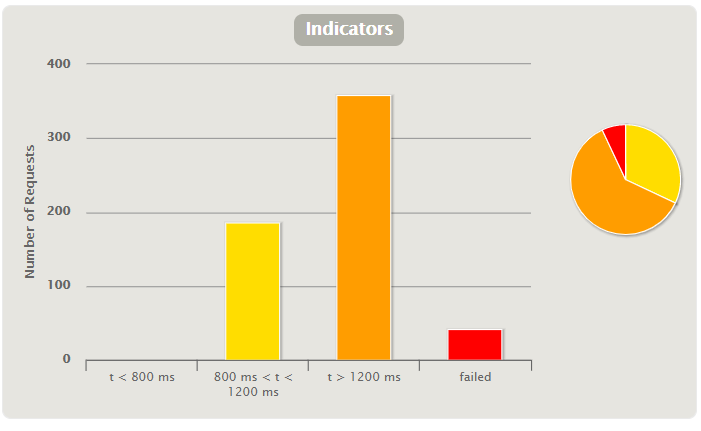 Indicators
400
300
200
100
0
Number of Requests
t < 800 ms
800 ms < t <
1200 ms
t > 1200 ms
failed